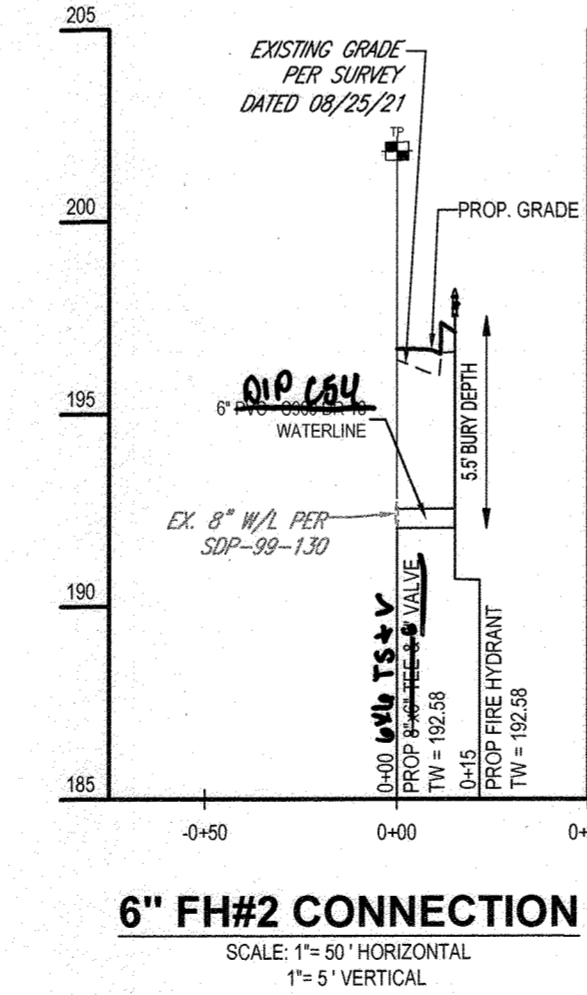 205
EXISTING GRADE
PER SURVEY
DATED 08/25/21
TP
200
PROP. GRADE
195
DIP C54
6" PVC C900 DR-18
WATERLINE
5.5' BURY DEPTH
EX. 8" W/L PER
SDP-99-130
190
0+00
6x6 TS & V
PROP 8"x6" TEE & 6" VALVE
TW = 192.58
0+15
PROP FIRE HYDRANT
TW = 192.58
185
-0+50
0+00
0+
6" FH#2 CONNECTION
SCALE: 1"= 50 ' HORIZONTAL
1"= 5 ' VERTICAL